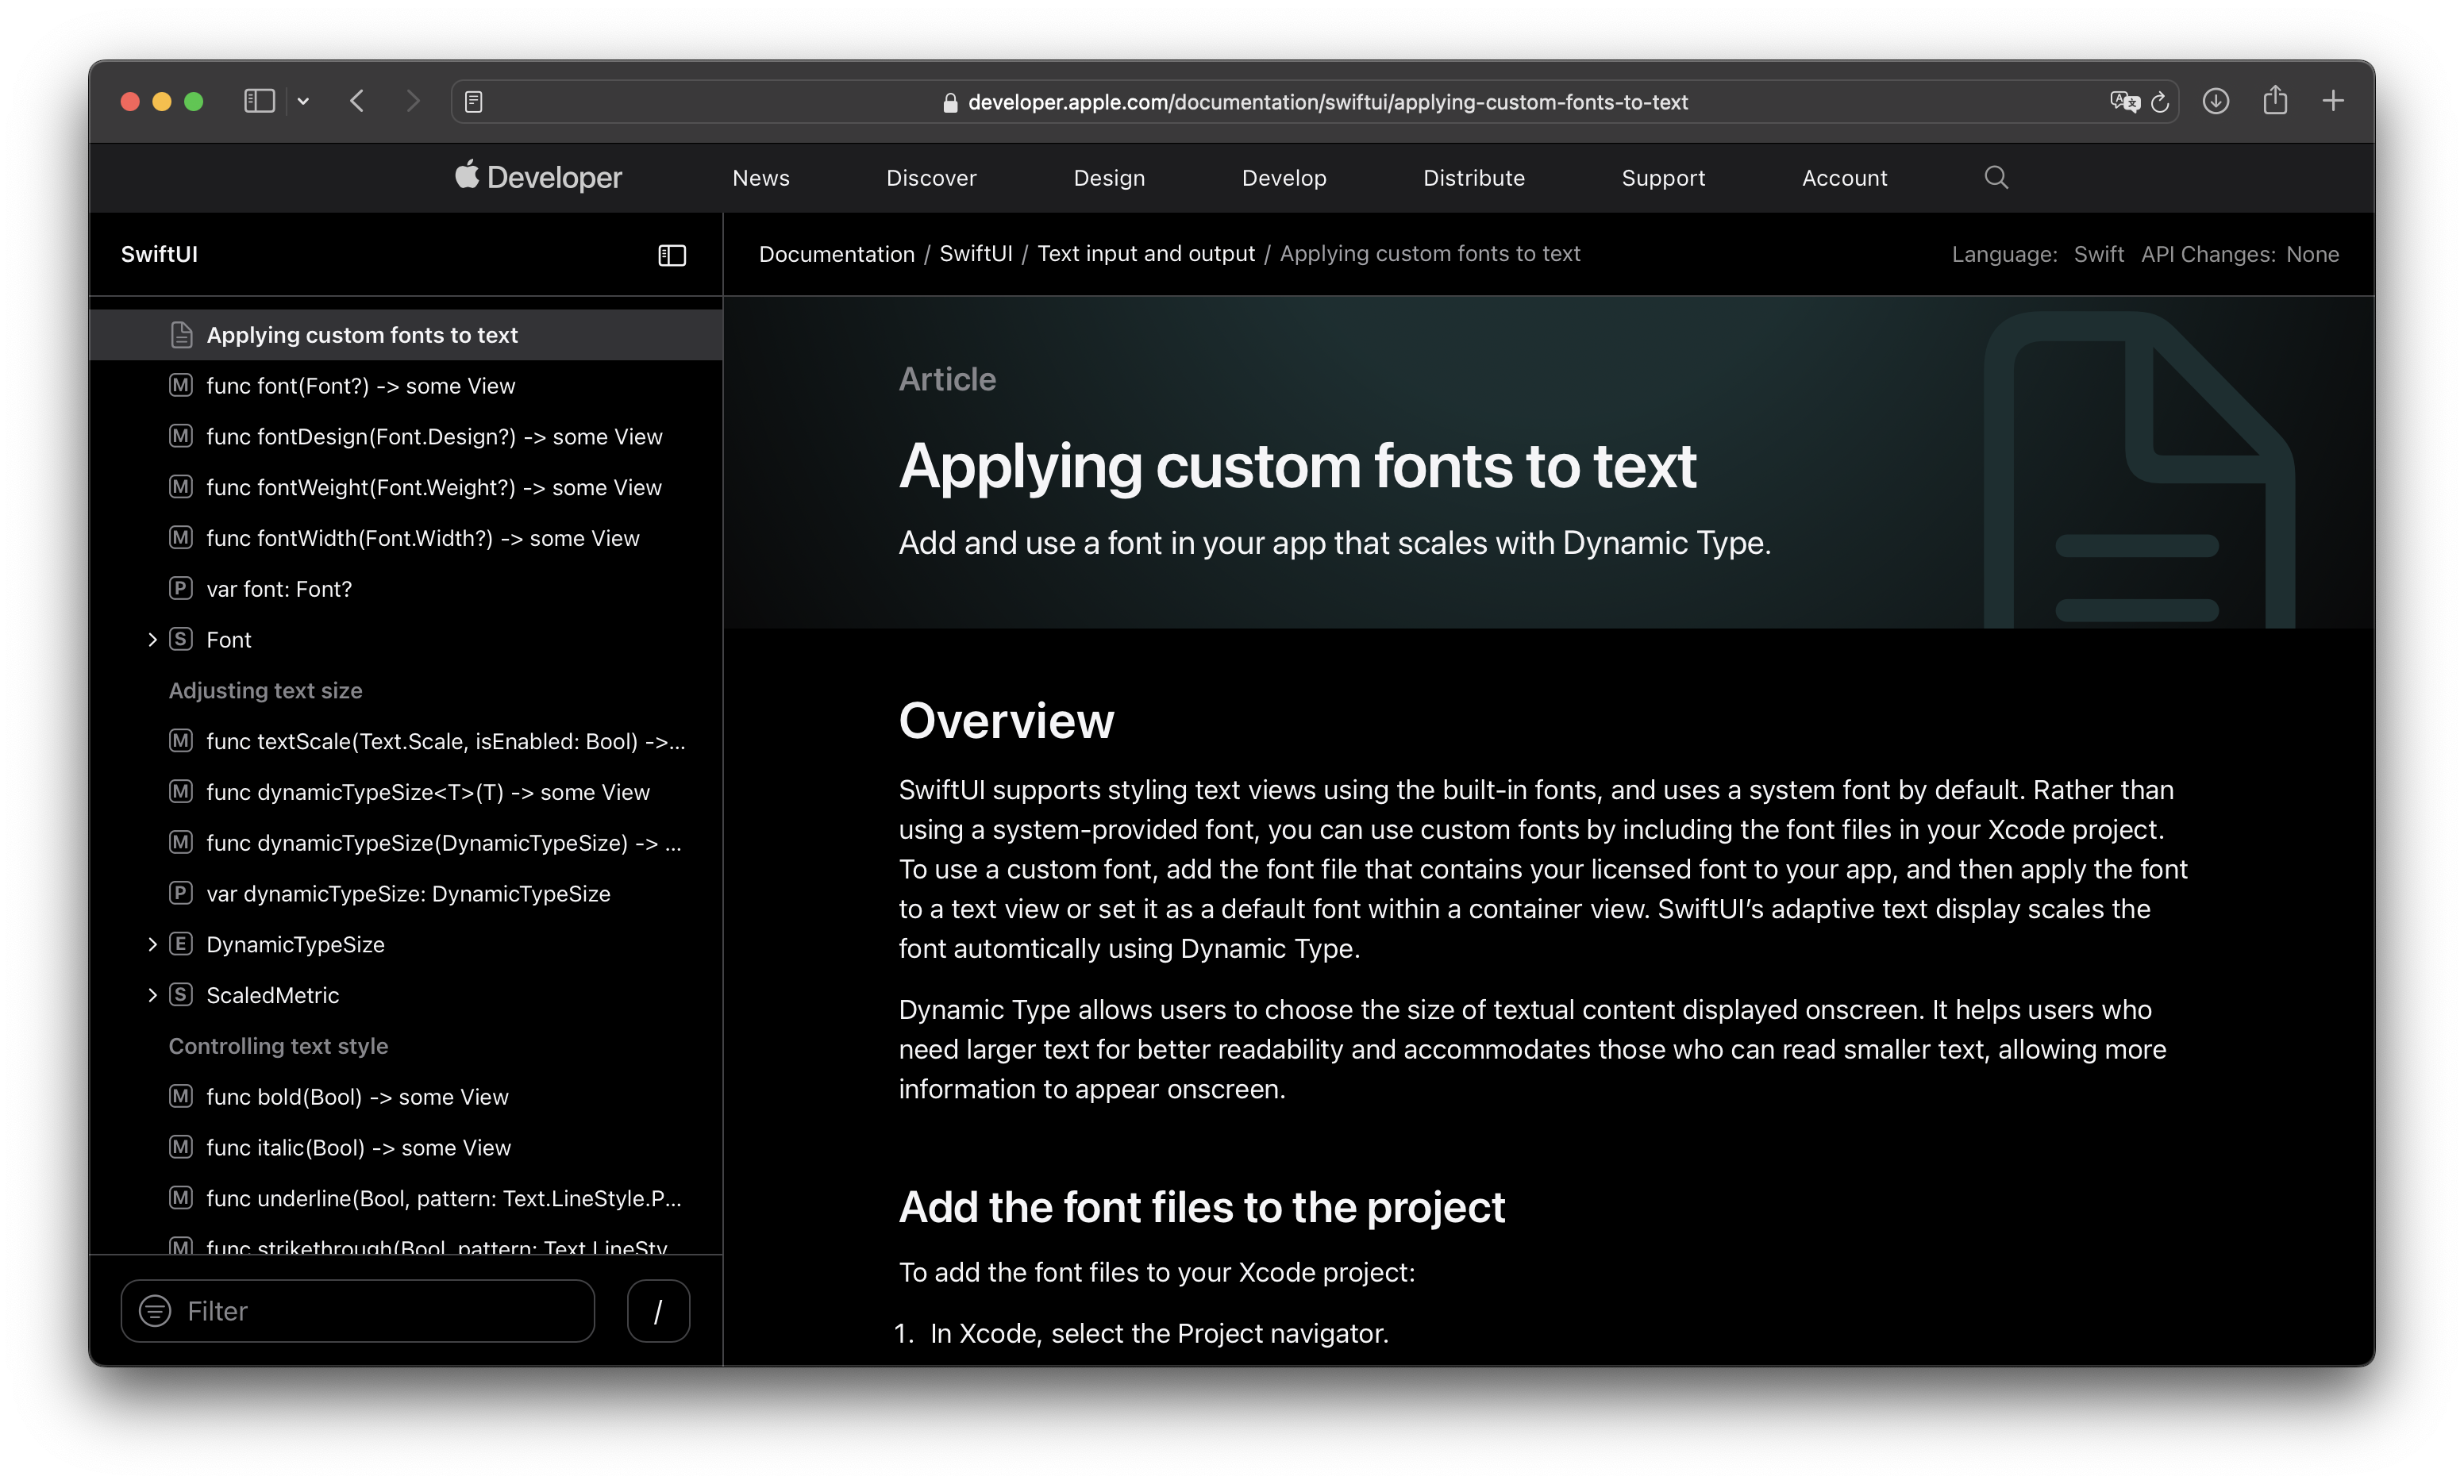 developer.apple.com/documentation/swiftui/applying-custom-fonts-to-text
Developer
News
Discover
Design
Develop
Distribute
Support
Account
SwiftUI
Documentation / SwiftUI / Text input and output / Applying custom fonts to text
Language: Swift API Changes: None
Applying custom fonts to text
M func font(Font?) -> some View
M func fontDesign(Font.Design?) -> some View
M func fontWeight(Font.Weight?) -> some View
M func fontWidth(Font.Width?) -> some View
P var font: Font?
S Font
Adjusting text size
M func textScale(Text.Scale, isEnabled: Bool) ->...
M func dynamicTypeSize<T>(T) -> some View
M func dynamicTypeSize(DynamicTypeSize) -> ...
P var dynamicTypeSize: DynamicTypeSize
E DynamicTypeSize
S ScaledMetric
Controlling text style
M func bold(Bool) -> some View
M func italic(Bool) -> some View
M func underline(Bool, pattern: Text.LineStyle.P...
M func strikethrough(Bool, pattern: Text.LineSty
Filter
/
Article
Applying custom fonts to text
Add and use a font in your app that scales with Dynamic Type.
Overview
SwiftUI supports styling text views using the built-in fonts, and uses a system font by default. Rather than
using a system-provided font, you can use custom fonts by including the font files in your Xcode project.
To use a custom font, add the font file that contains your licensed font to your app, and then apply the font
to a text view or set it as a default font within a container view. SwiftUI’s adaptive text display scales the
font automtically using Dynamic Type.
Dynamic Type allows users to choose the size of textual content displayed onscreen. It helps users who
need larger text for better readability and accommodates those who can read smaller text, allowing more
information to appear onscreen.
Add the font files to the project
To add the font files to your Xcode project:
1. In Xcode, select the Project navigator.